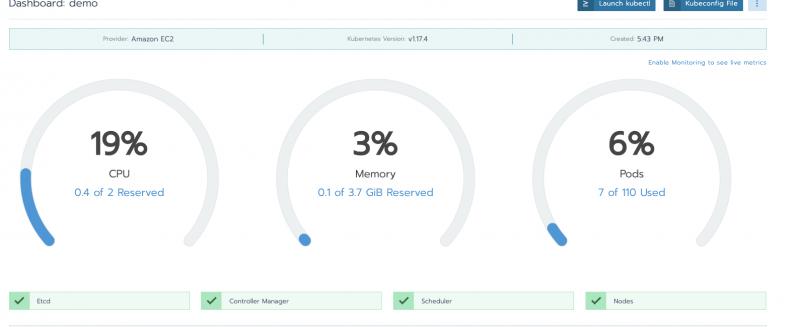 Dashboard: demo
Launch kubectl
Kubeconfig File
Provider: Amazon EC2
Kubernetes Version: v1.17.4
Created: 5:43 PM
Enable Monitoring to see live metrics
19%
CPU
0.4 of 2 Reserved
3%
Memory
0.1 of 3.7 GiB Reserved
6%
Pods
7 of 110 Used
Etcd
Controller Manager
Scheduler
Nodes